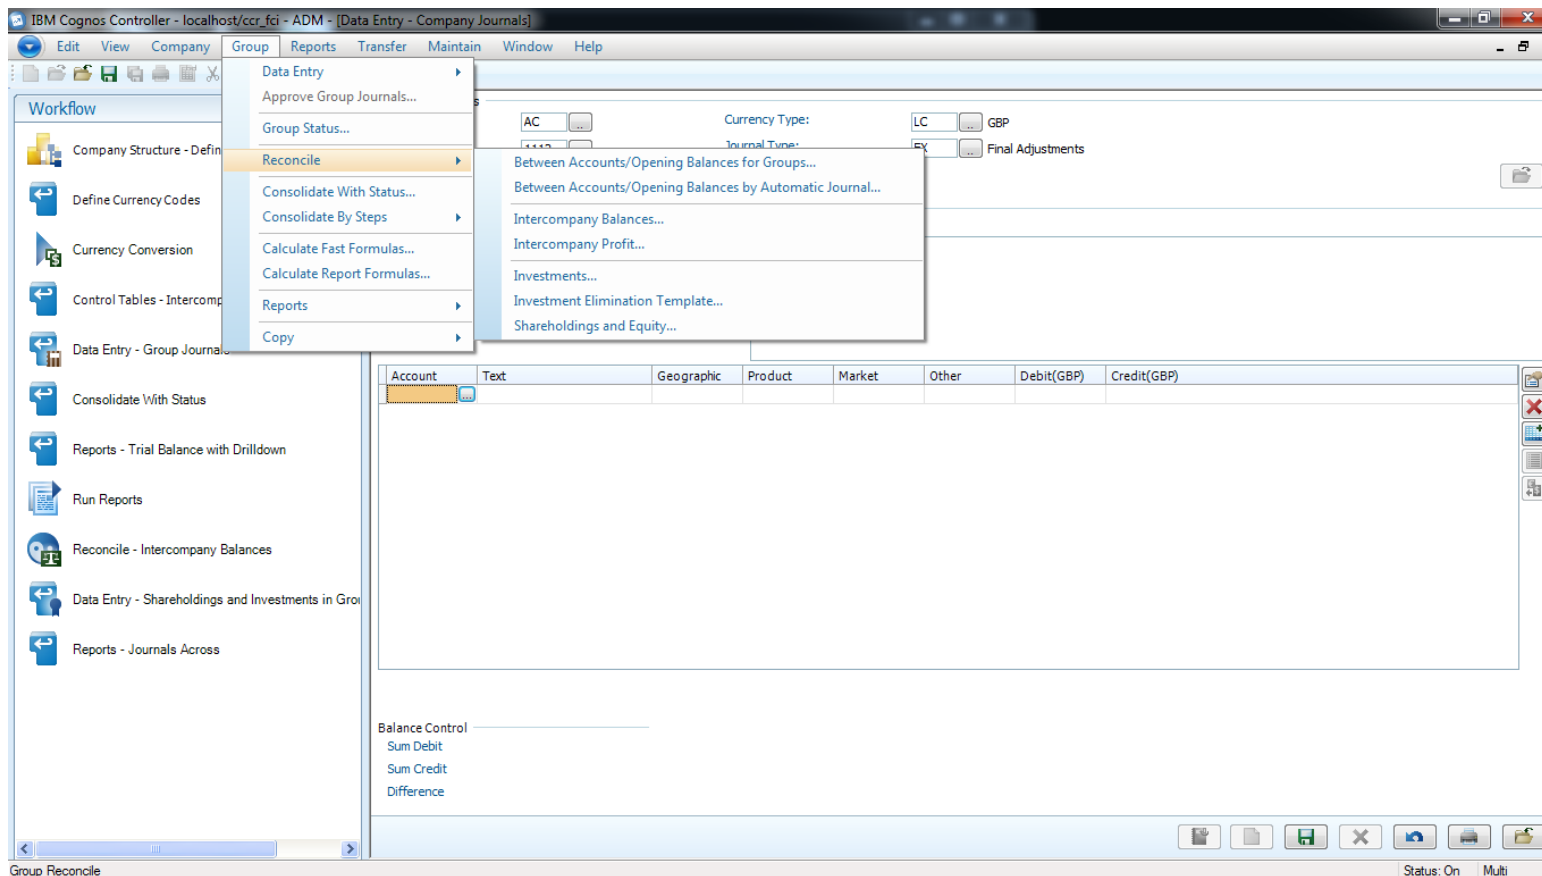 IBM Cognos Controller - localhost/ccr_fci - ADM - [Data Entry - Company Journals]
Edit View Company Group Reports Transfer Maintain Window Help
Workflow
Company Structure - Defin
Define Currency Codes
Currency Conversion
Control Tables - Intercomp
Data Entry - Group Journals
Consolidate With Status
Reports - Trial Balance with Drilldown
Run Reports
Reconcile - Intercompany Balances
Data Entry - Shareholdings and Investments in Grou
Reports - Journals Across
Data Entry
Approve Group Journals...
Group Status...
Reconcile
Consolidate With Status...
Consolidate By Steps
Calculate Fast Formulas...
Calculate Report Formulas...
Reports
Copy
Between Accounts/Opening Balances for Groups...
Between Accounts/Opening Balances by Automatic Journal...
Intercompany Balances...
Intercompany Profit...
Investments...
Investment Elimination Template...
Shareholdings and Equity...
s
AC .. Currency Type: LC .. GBP
1112 Journal Type: FX .. Final Adjustments
Account Text Geographic Product Market Other Debit(GBP) Credit(GBP)
...
Balance Control
Sum Debit
Sum Credit
Difference
Group Reconcile
Status: On Multi